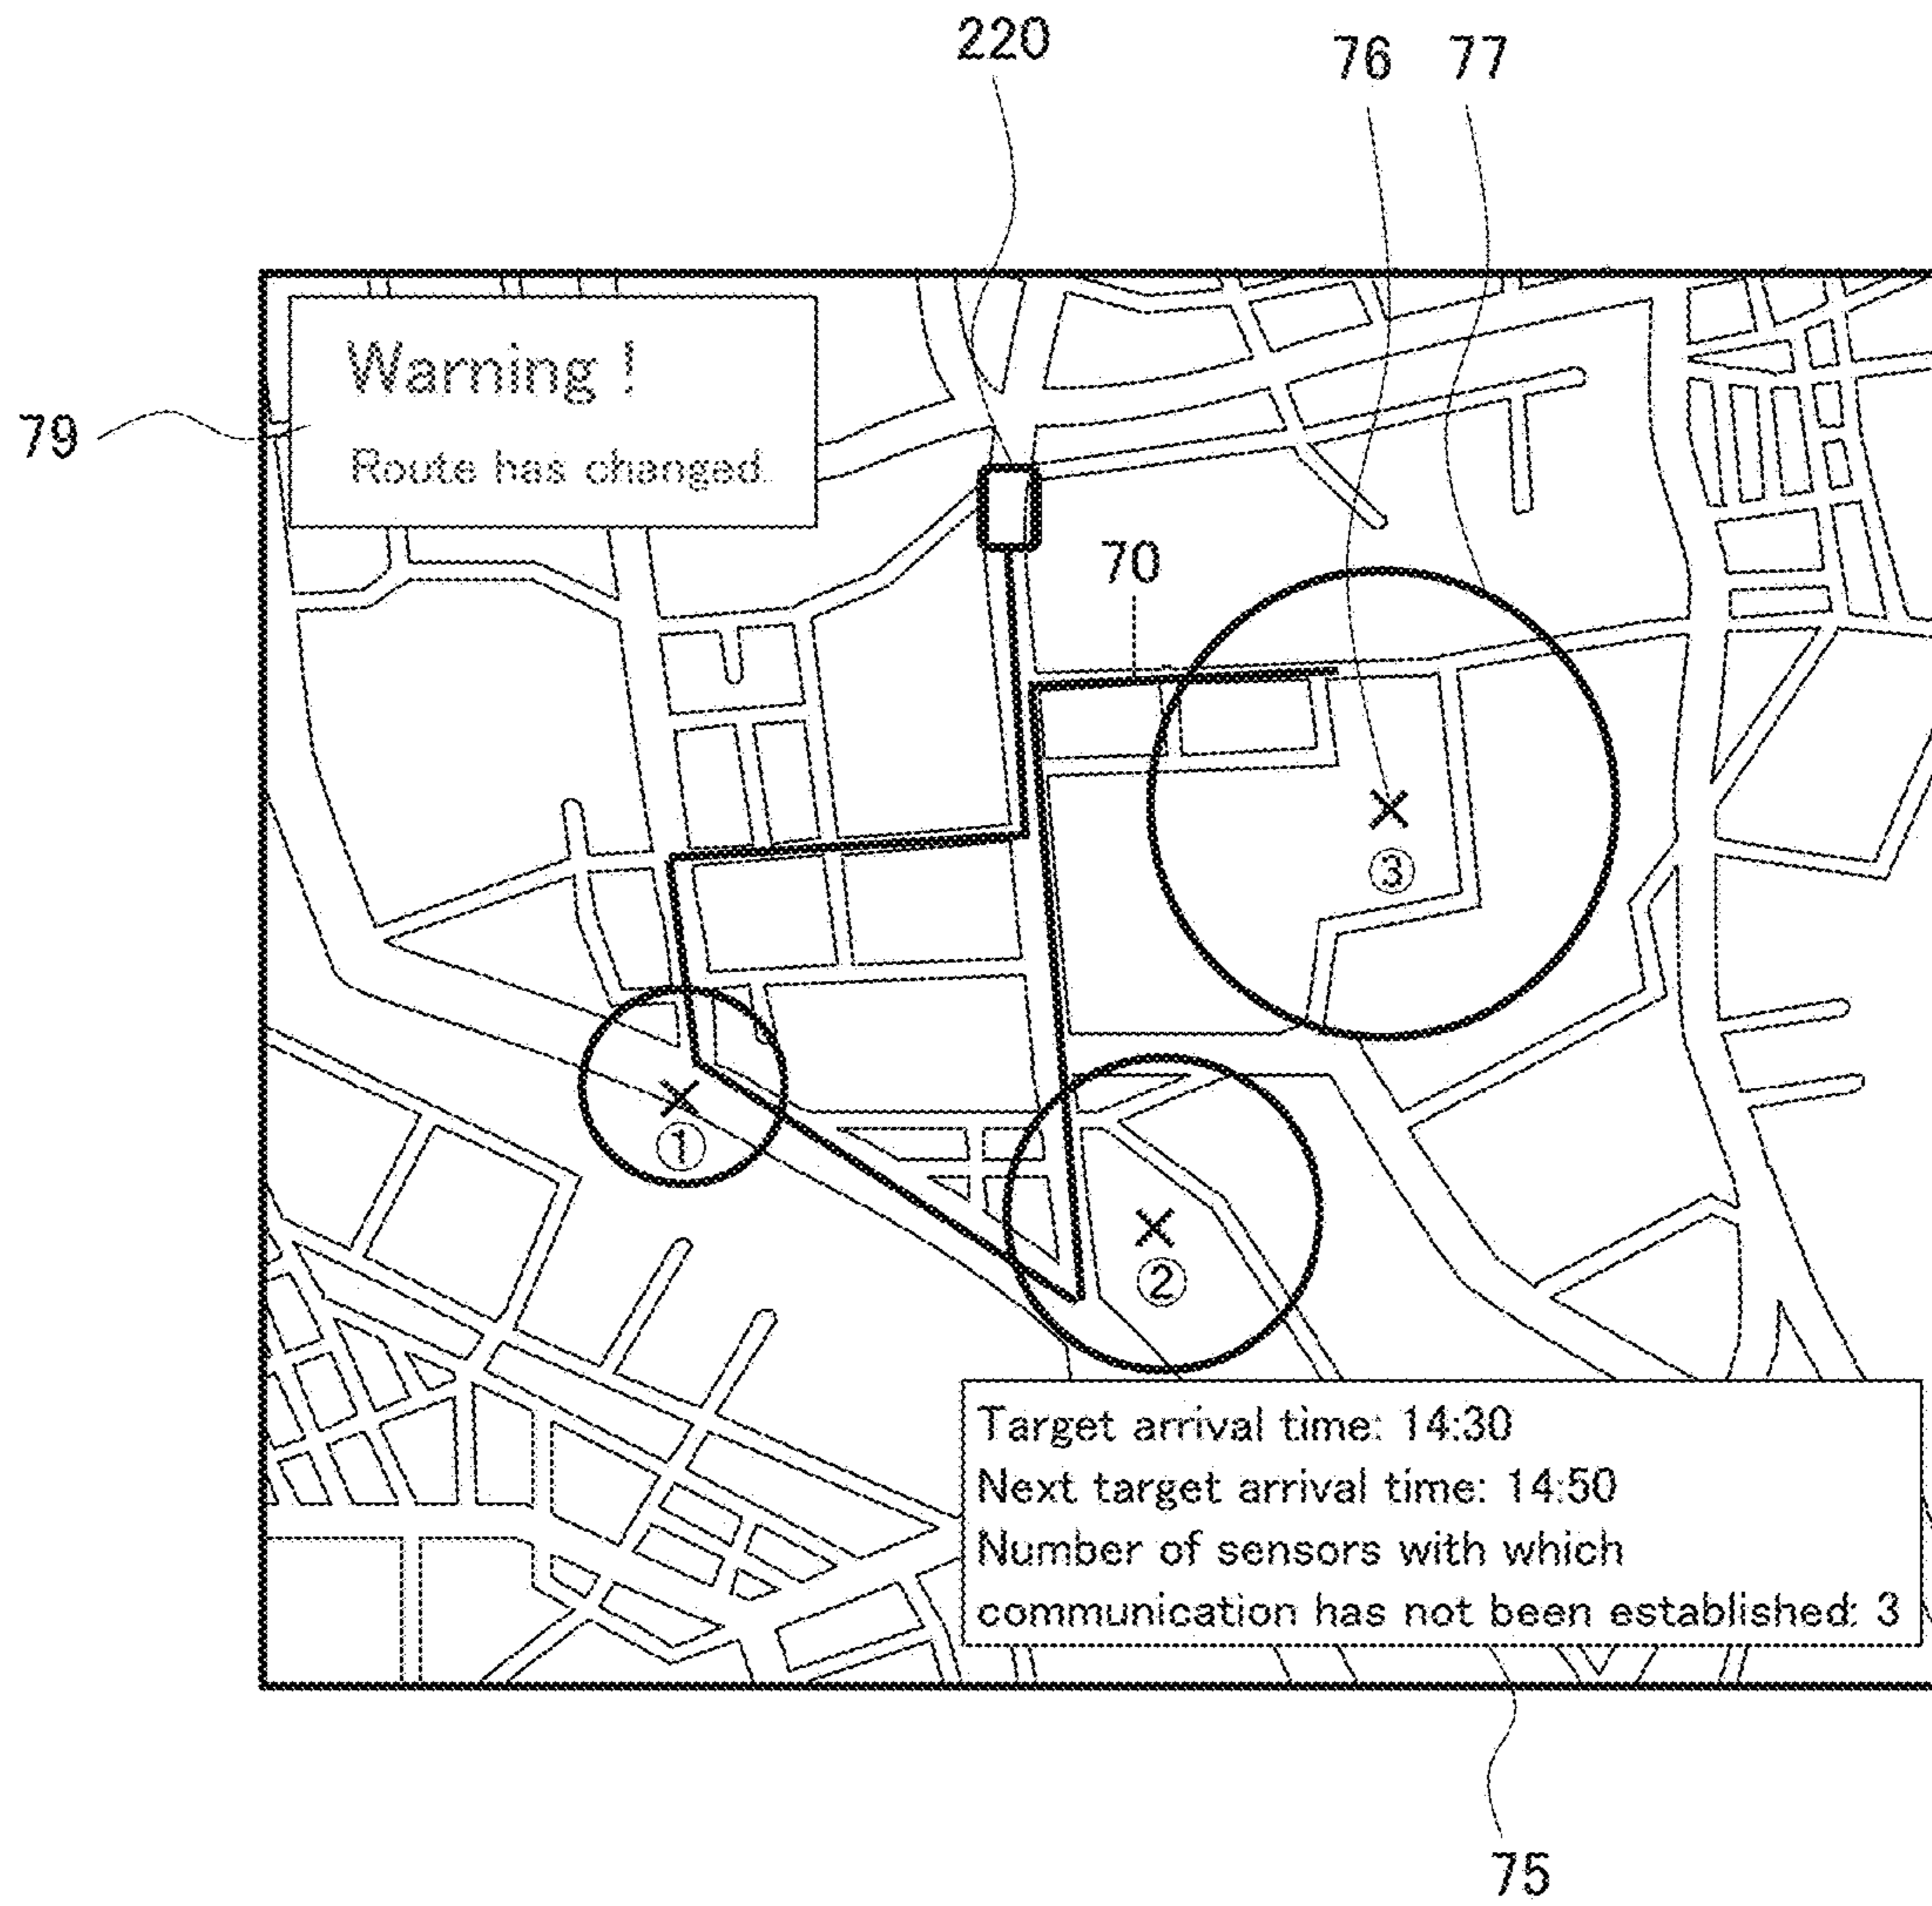 220
76
77
Warning !
Route has changed.
79
70
③
①
②
Target arrival time: 14:30
Next target arrival time: 14:50
Number of sensors with which
communication has not been established: 3
75